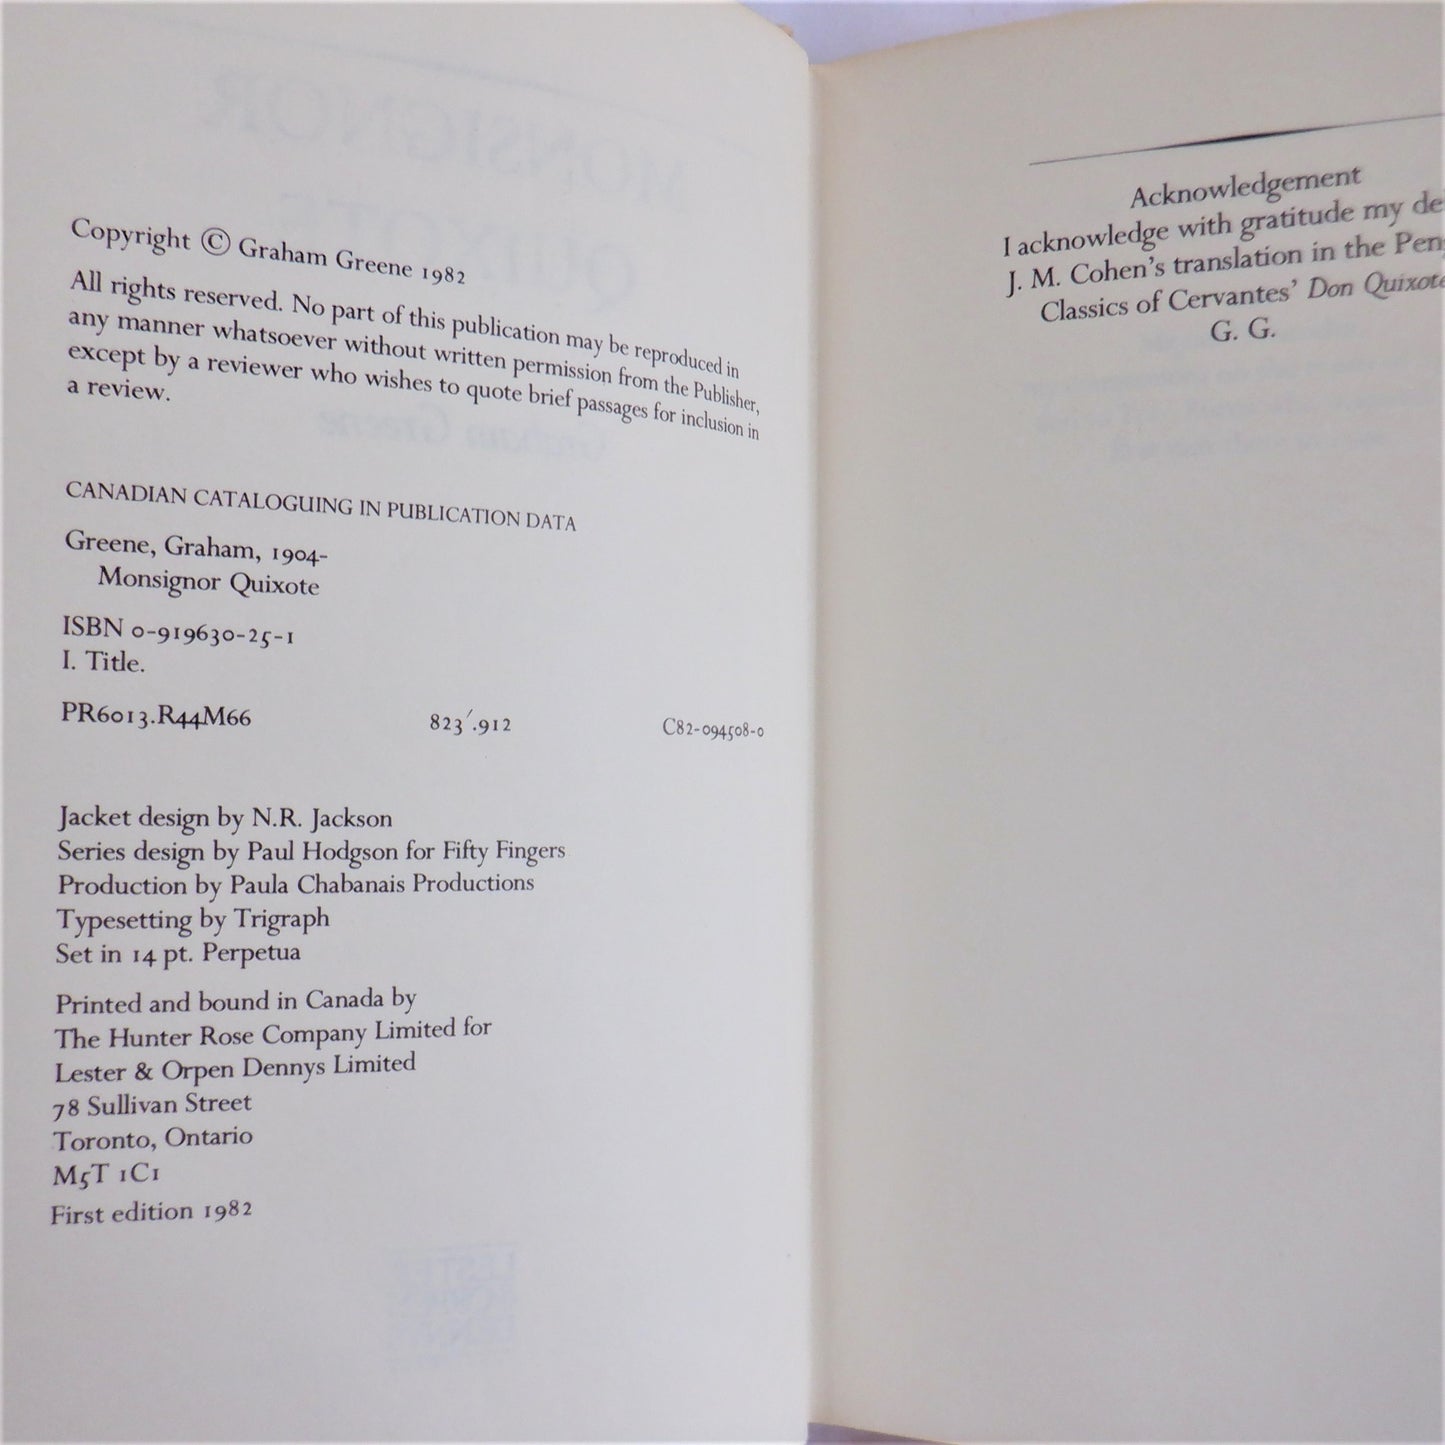 Copyright © Graham Greene 1982
All rights reserved. No part of this publication may be reproduced in
any manner whatsoever without written permission from the Publisher,
except by a reviewer who wishes to quote brief passages for inclusion in
a review.
CANADIAN CATALOGUING IN PUBLICATION DATA
Greene, Graham, 1904-
Monsignor Quixote
ISBN 0-919630-25-1
I. Title.
PR6013.R44M66 823′.912 C82-094508-0
Jacket design by N.R. Jackson
Series design by Paul Hodgson for Fifty Fingers
Production by Paula Chabanais Productions
Typesetting by Trigraph
Set in 14 pt. Perpetua
Printed and bound in Canada by
The Hunter Rose Company Limited for
Lester & Orpen Dennys Limited
78 Sullivan Street
Toronto, Ontario
M5T 1C1
First edition 1982
Acknowledgement
I acknowledge with gratitude my
J. M. Cohen's translation in the
Classics of Cervantes' Don Quixote
G. G.